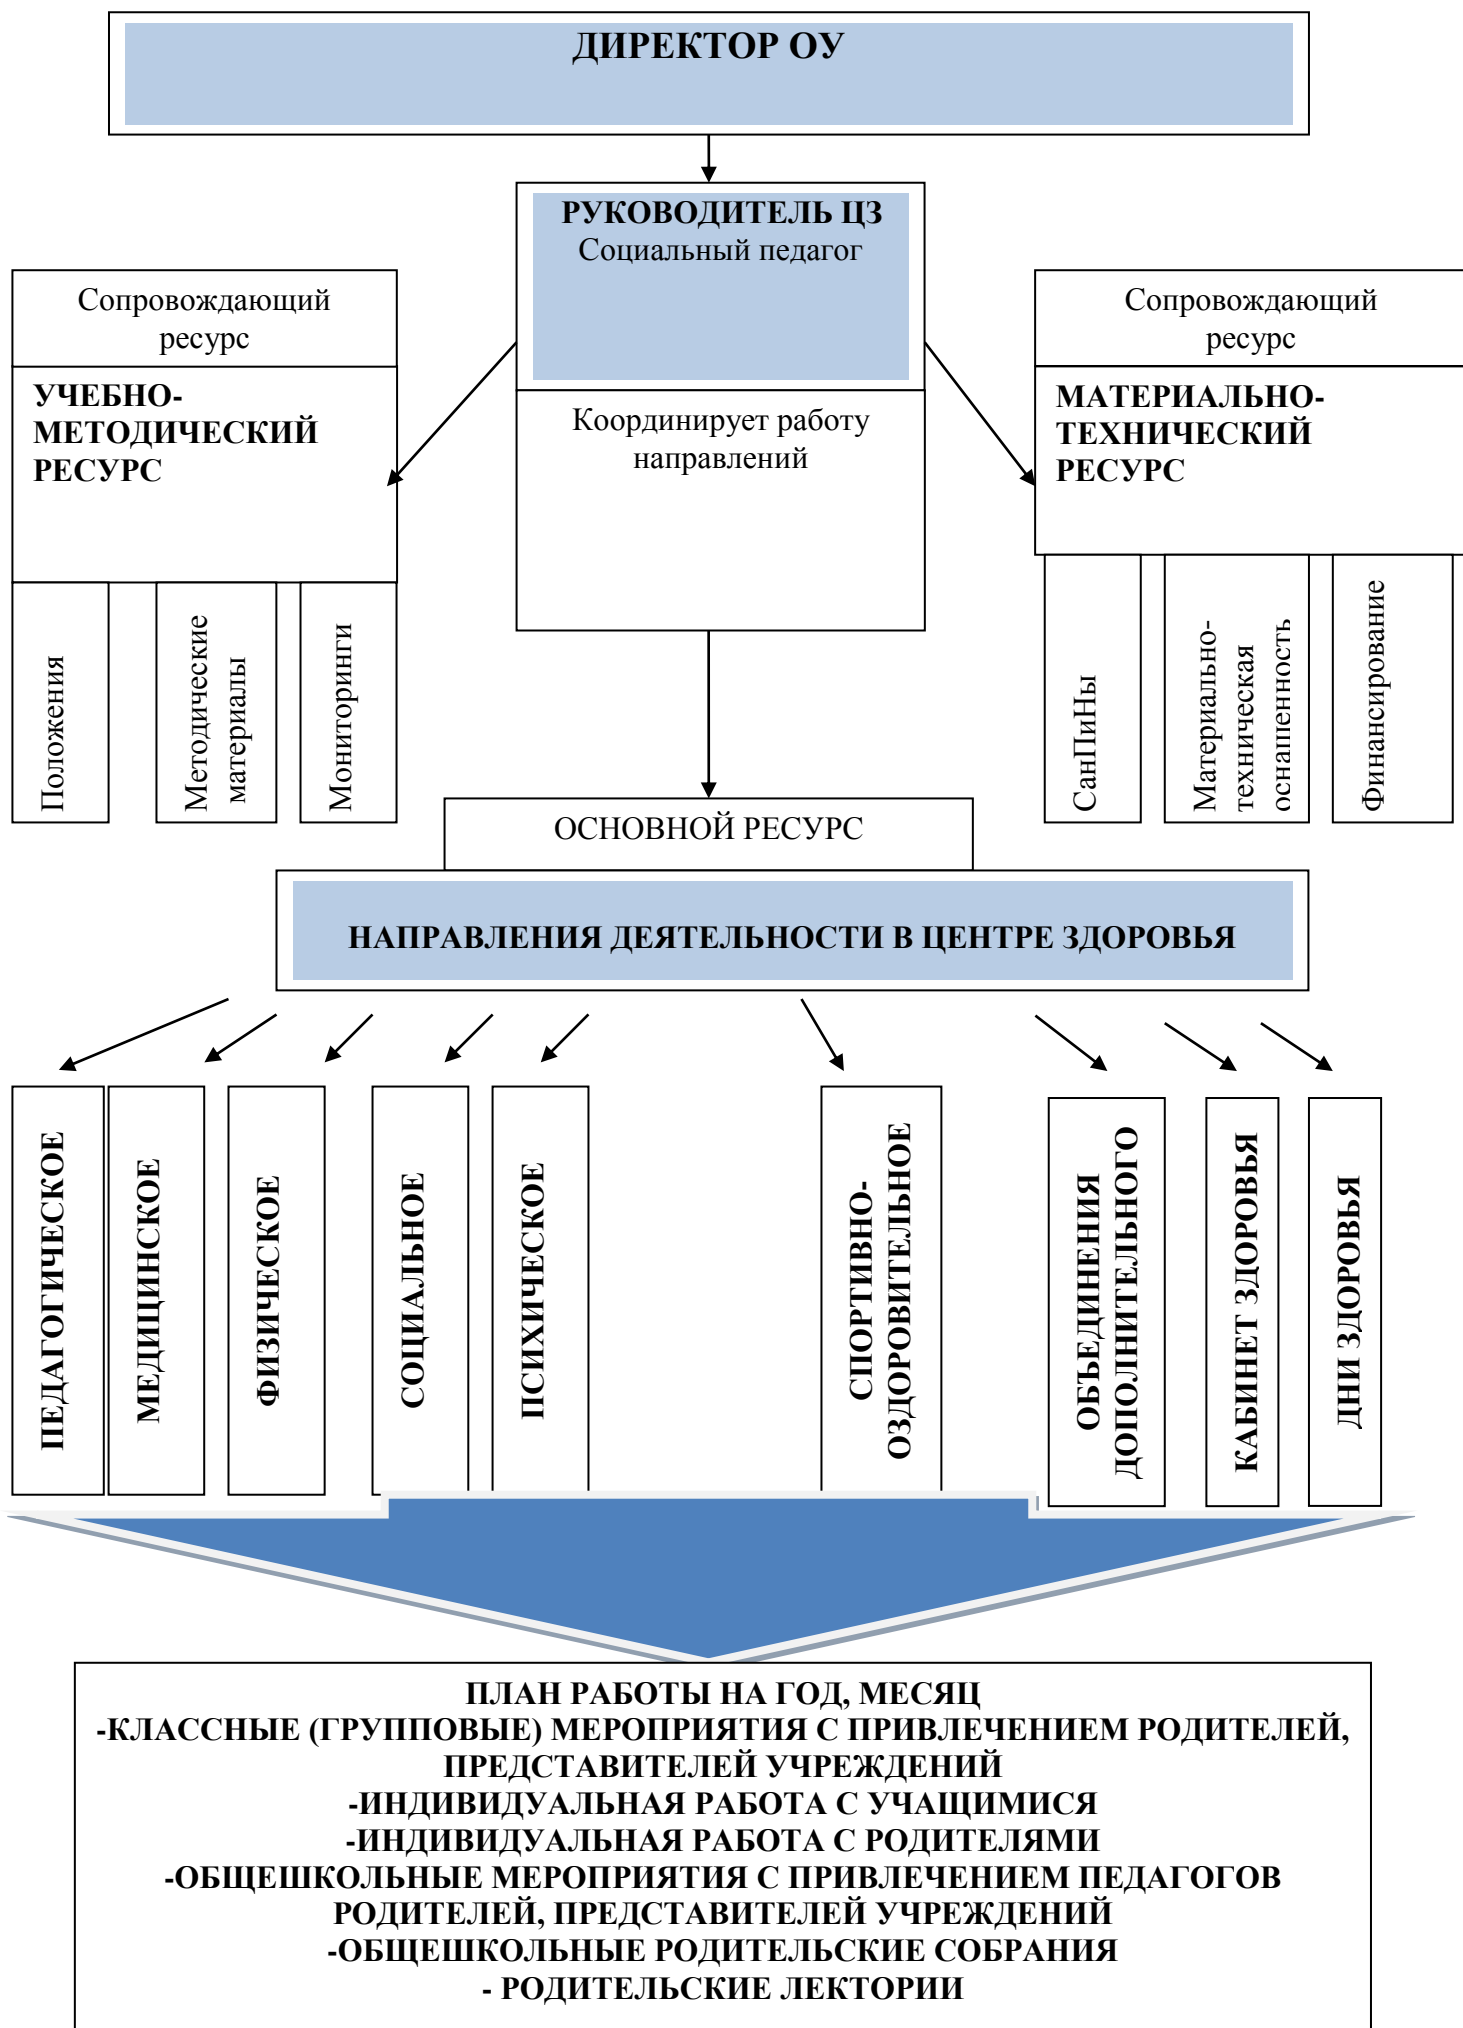 ДИРЕКТОР ОУ
РУКОВОДИТЕЛЬ ЦЗ
Социальный педагог
Координирует работу
направлений
Сопровождающий
ресурс
УЧЕБНО-
МЕТОДИЧЕСКИЙ
РЕСУРС
Положения
Методические
материалы
Мониторинги
Сопровождающий
ресурс
МАТЕРИАЛЬНО-
ТЕХНИЧЕСКИЙ
РЕСУРС
СанПиНы
Материально-
техническая
оснащенность
Финансирование
ОСНОВНОЙ РЕСУРС
НАПРАВЛЕНИЯ ДЕЯТЕЛЬНОСТИ В ЦЕНТРЕ ЗДОРОВЬЯ
ПЕДАГОГИЧЕСКОЕ
МЕДИЦИНСКОЕ
ФИЗИЧЕСКОЕ
СОЦИАЛЬНОЕ
ПСИХИЧЕСКОЕ
СПОРТИВНО-
ОЗДОРОВИТЕЛЬНОЕ
ОБЪЕДИНЕНИЯ
ДОПОЛНИТЕЛЬНОГО
КАБИНЕТ ЗДОРОВЬЯ
ДНИ ЗДОРОВЬЯ
ПЛАН РАБОТЫ НА ГОД, МЕСЯЦ
-КЛАССНЫЕ (ГРУППОВЫЕ) МЕРОПРИЯТИЯ С ПРИВЛЕЧЕНИЕМ РОДИТЕЛЕЙ,
ПРЕДСТАВИТЕЛЕЙ УЧРЕЖДЕНИЙ
-ИНДИВИДУАЛЬНАЯ РАБОТА С УЧАЩИМИСЯ
-ИНДИВИДУАЛЬНАЯ РАБОТА С РОДИТЕЛЯМИ
-ОБЩЕШКОЛЬНЫЕ МЕРОПРИЯТИЯ С ПРИВЛЕЧЕНИЕМ ПЕДАГОГОВ
РОДИТЕЛЕЙ, ПРЕДСТАВИТЕЛЕЙ УЧРЕЖДЕНИЙ
-ОБЩЕШКОЛЬНЫЕ РОДИТЕЛЬСКИЕ СОБРАНИЯ
- РОДИТЕЛЬСКИЕ ЛЕКТОРИИ